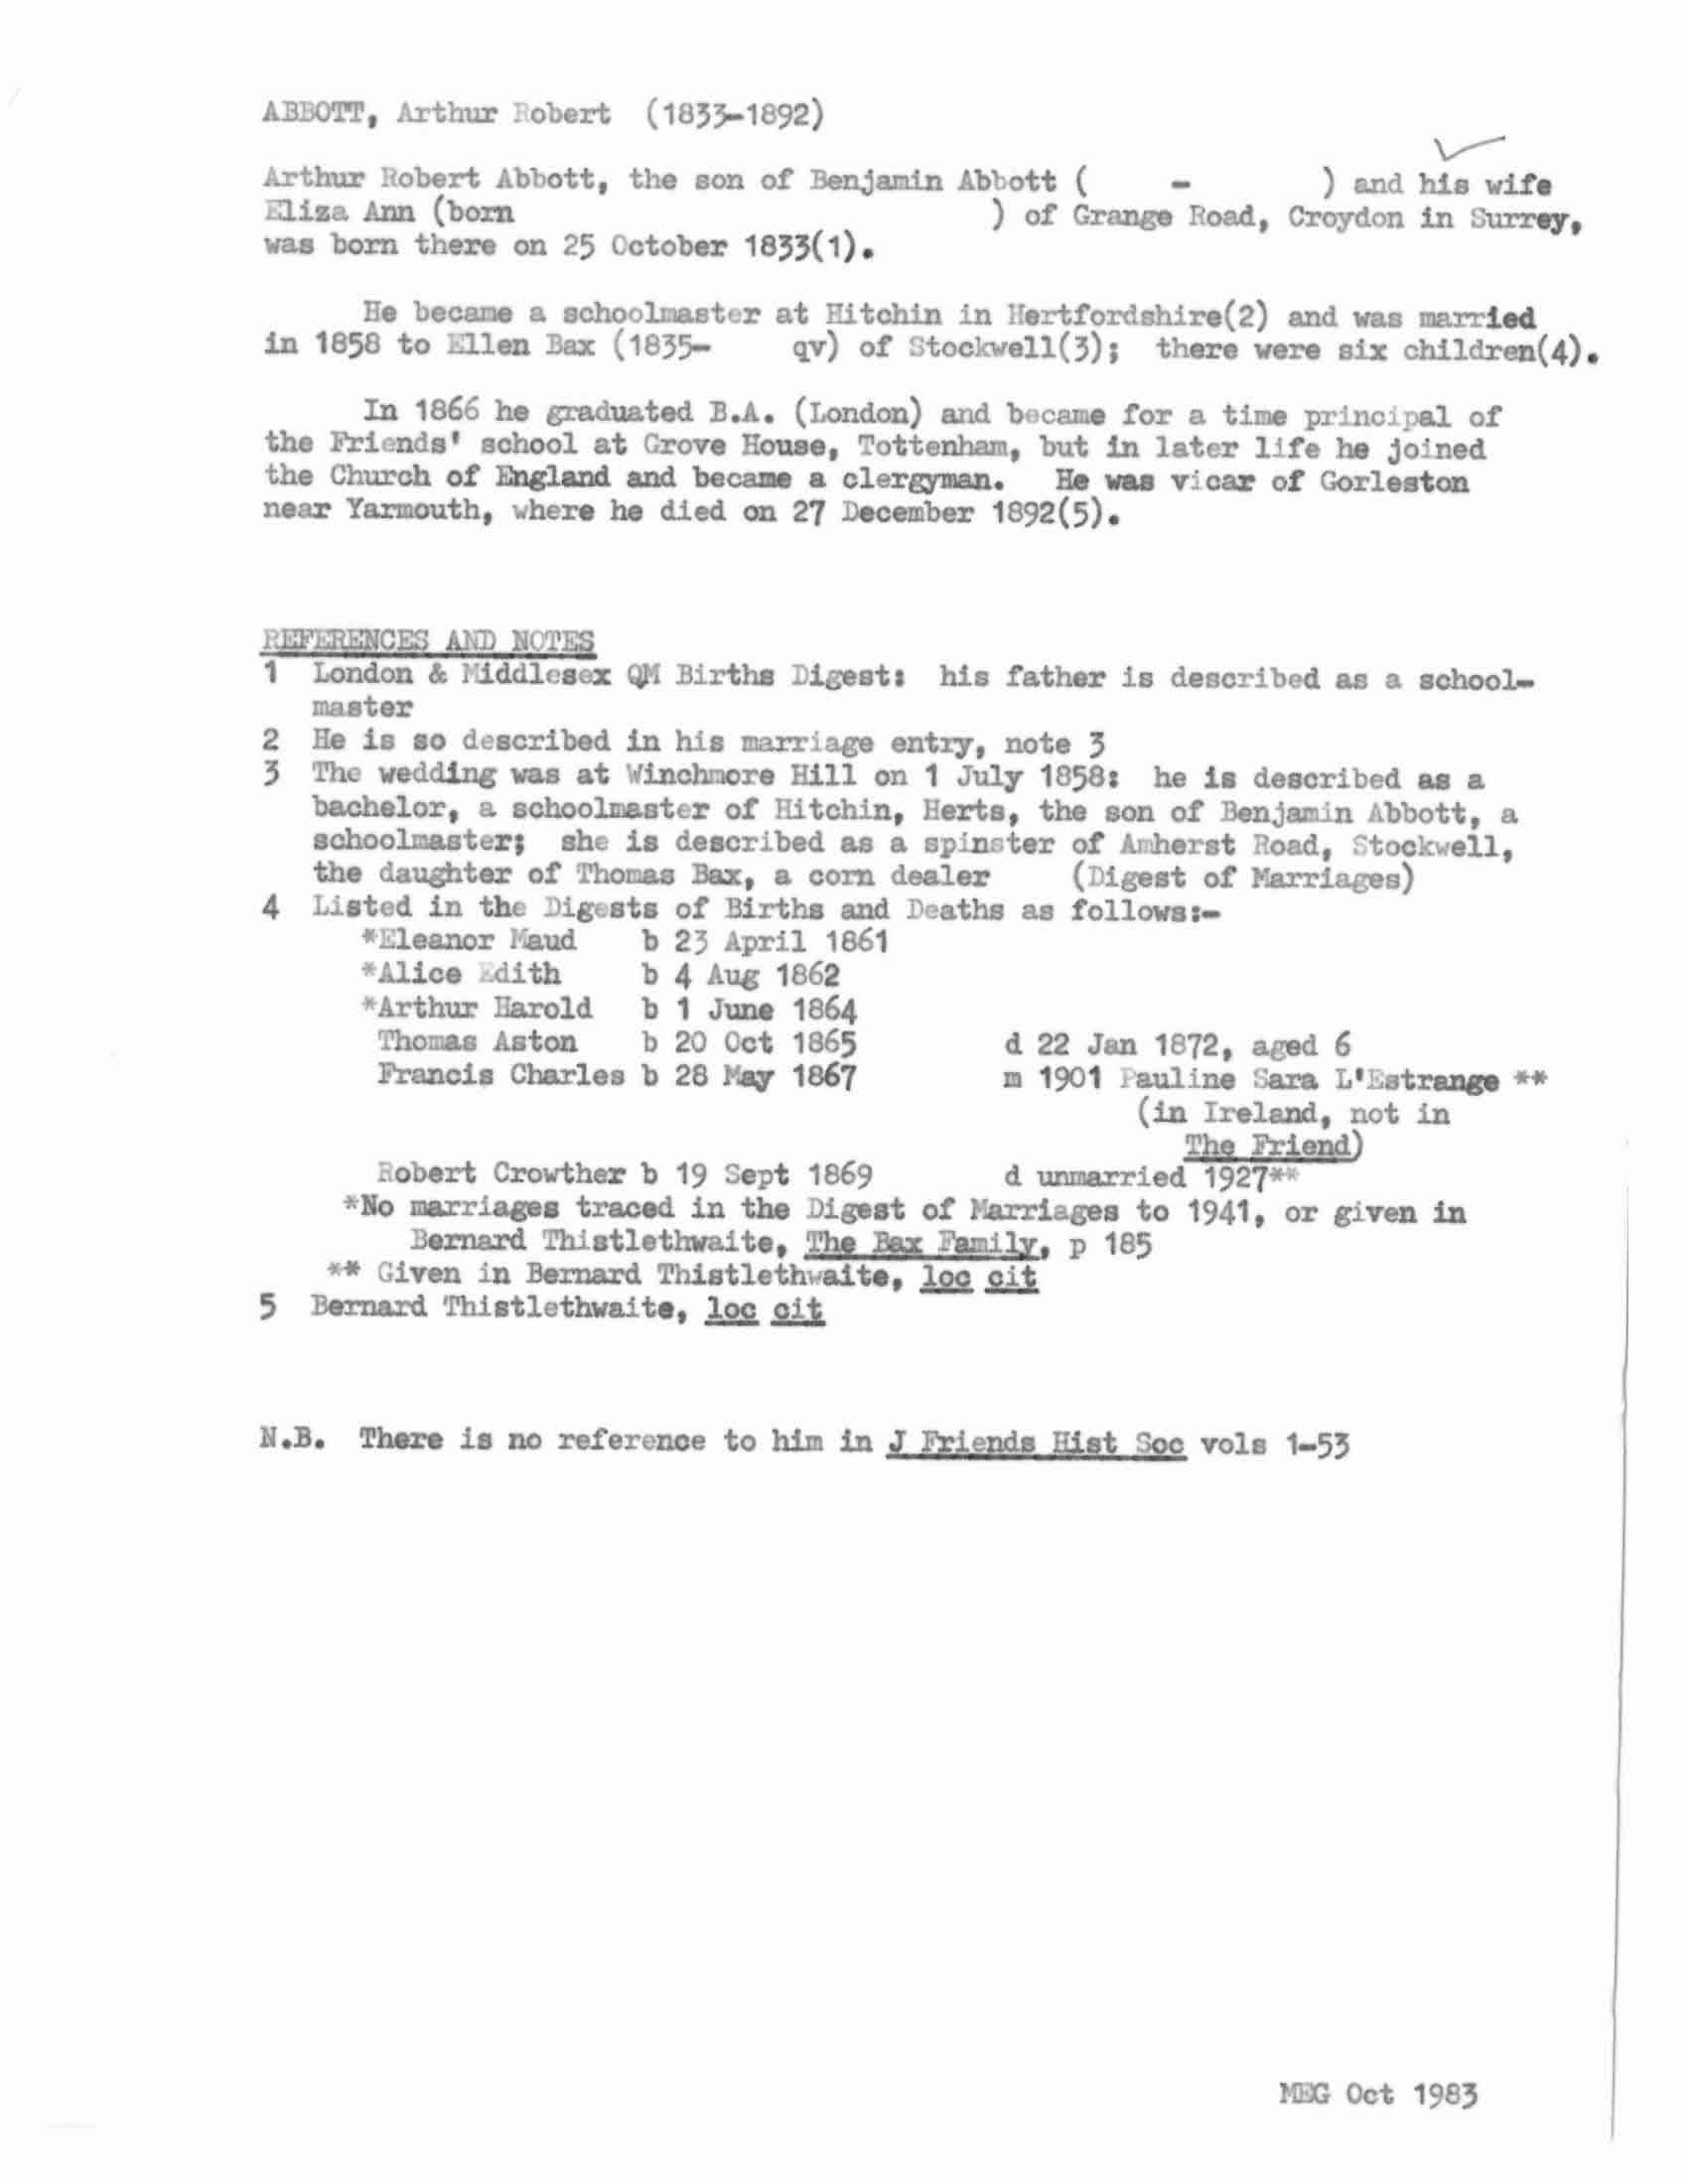 ABBOTT, Arthur Robert (1833-1892)
Arthur Robert Abbott, the son of Benjamin Abbott ( - ) and his wife
Eliza Ann (born ) of Grange Road, Croydon in Surrey,
was born there on 25 October 1833(1).
He became a schoolmaster at Hitchin in Hertfordshire(2) and was married
in 1858 to Ellen Bax (1835- qv) of Stockwell(3); there were six children(4).
In 1866 he graduated B.A. (London) and became for a time principal of
the Friends' school at Grove House, Tottenham, but in later life he joined
the Church of England and became a clergyman. He was vicar of Gorleston
near Yarmouth, where he died on 27 December 1892(5).
REFERENCES AND NOTES
1 London & Middlesex QM Births Digest: his father is described as a school-
master
2 He is so described in his marriage entry, note 3
3 The wedding was at Winchmore Hill on 1 July 1858: he is described as a
bachelor, a schoolmaster of Hitchin, Herts, the son of Benjamin Abbott, a
schoolmaster; she is described as a spinster of Amherst Road, Stockwell,
the daughter of Thomas Bax, a corn dealer (Digest of Marriages)
4 Listed in the Digests of Births and Deaths as follows:-
*Eleanor Maud b 23 April 1861
*Alice Edith b 4 Aug 1862
*Arthur Harold b 1 June 1864
Thomas Aston b 20 Oct 1865 d 22 Jan 1872, aged 6
Francis Charles b 28 May 1867 m 1901 Pauline Sara L'Estrange **
(in Ireland, not in
The Friend)
Robert Crowther b 19 Sept 1869 d unmarried 1927**
*No marriages traced in the Digest of Marriages to 1941, or given in
Bernard Thistlethwaite, The Bax Family, p 185
** Given in Bernard Thistlethwaite, loc cit
5 Bernard Thistlethwaite, loc cit
N.B. There is no reference to him in J Friends Hist Soc vols 1-53
MEG Oct 1983